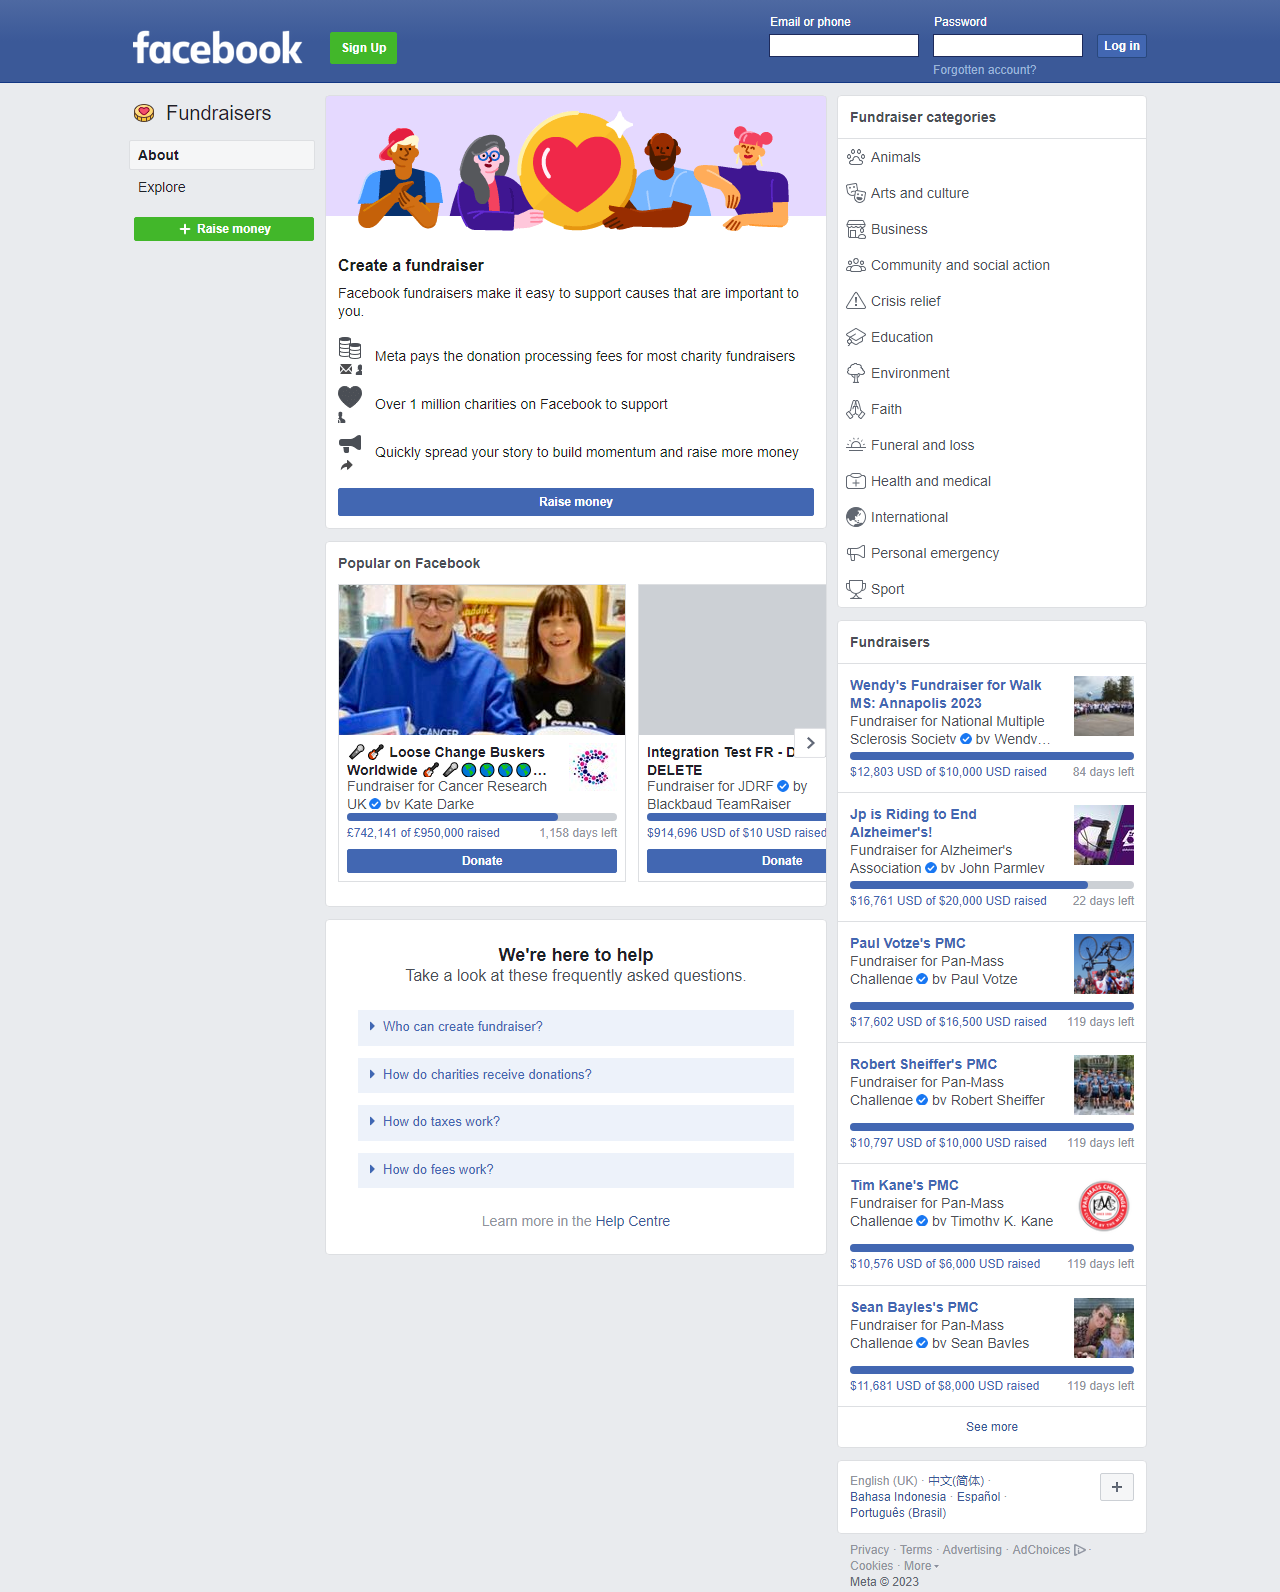 facebook
Sign Up
Email or phone
Password
Log in
Forgotten account?
Fundraisers
About
Explore
Raise money
Create a fundraiser
Facebook fundraisers make it easy to support causes that are important to
you.
Meta pays the donation processing fees for most charity fundraisers
Over 1 million charities on Facebook to support
Quickly spread your story to build momentum and raise more money
Raise money
Popular on Facebook
🎤🎸 Loose Change Buskers
Worldwide 🎸🎤🌎🌎🌎🌎...
Fundraiser for Cancer Research
UK by Kate Darke
£742,141 of £950,000 raised
1,158 days left
Donate
Integration Test FR - D
DELETE
Fundraiser for JDRF by
Blackbaud TeamRaiser
$914,696 USD of $10 USD raised
Donate
We're here to help
Take a look at these frequently asked questions.
Who can create fundraiser?
How do charities receive donations?
How do taxes work?
How do fees work?
Learn more in the Help Centre
Fundraiser categories
Animals
Arts and culture
Business
Community and social action
Crisis relief
Education
Environment
Faith
Funeral and loss
Health and medical
International
Personal emergency
Sport
Fundraisers
Wendy's Fundraiser for Walk
MS: Annapolis 2023
Fundraiser for National Multiple
Sclerosis Society by Wendy...
$12,803 USD of $10,000 USD raised
84 days left
Jp is Riding to End
Alzheimer's!
Fundraiser for Alzheimer's
Association by John Parmley
$16,761 USD of $20,000 USD raised
22 days left
Paul Votze's PMC
Fundraiser for Pan-Mass
Challenge by Paul Votze
$17,602 USD of $16,500 USD raised
119 days left
Robert Sheiffer's PMC
Fundraiser for Pan-Mass
Challenge by Robert Sheiffer
$10,797 USD of $10,000 USD raised
119 days left
Tim Kane's PMC
Fundraiser for Pan-Mass
Challenge by Timothy K. Kane
$10,576 USD of $6,000 USD raised
119 days left
Sean Bayles's PMC
Fundraiser for Pan-Mass
Challenge by Sean Bayles
$11,681 USD of $8,000 USD raised
119 days left
See more
English (UK) · 中文(简体) ·
Bahasa Indonesia · Español ·
Português (Brasil)
Privacy · Terms · Advertising · AdChoices ·
Cookies · More
Meta © 2023